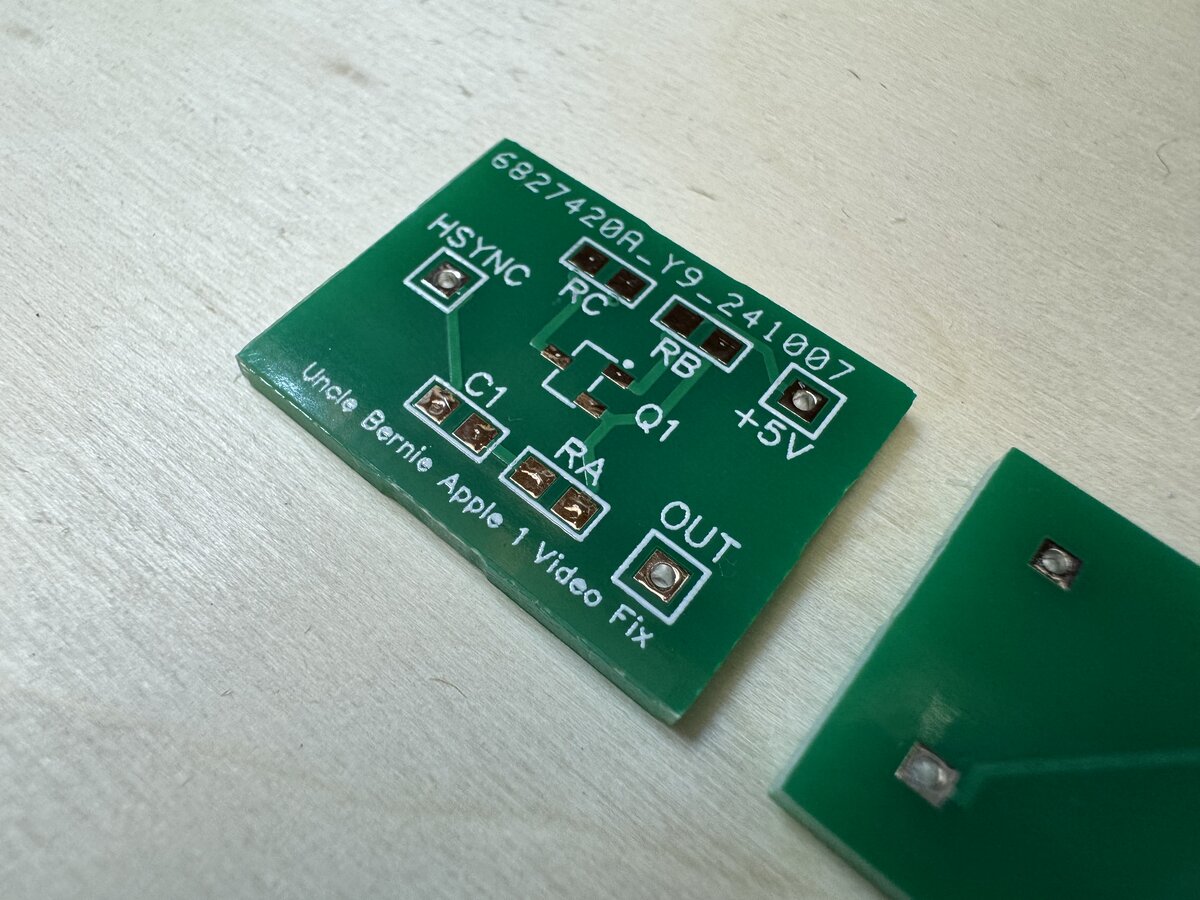 6827420A_Y9_241007
HSYNC
RC
RB
+5V
C1
Q1
RA
OUT
Uncle Bernie Apple 1 Video Fix